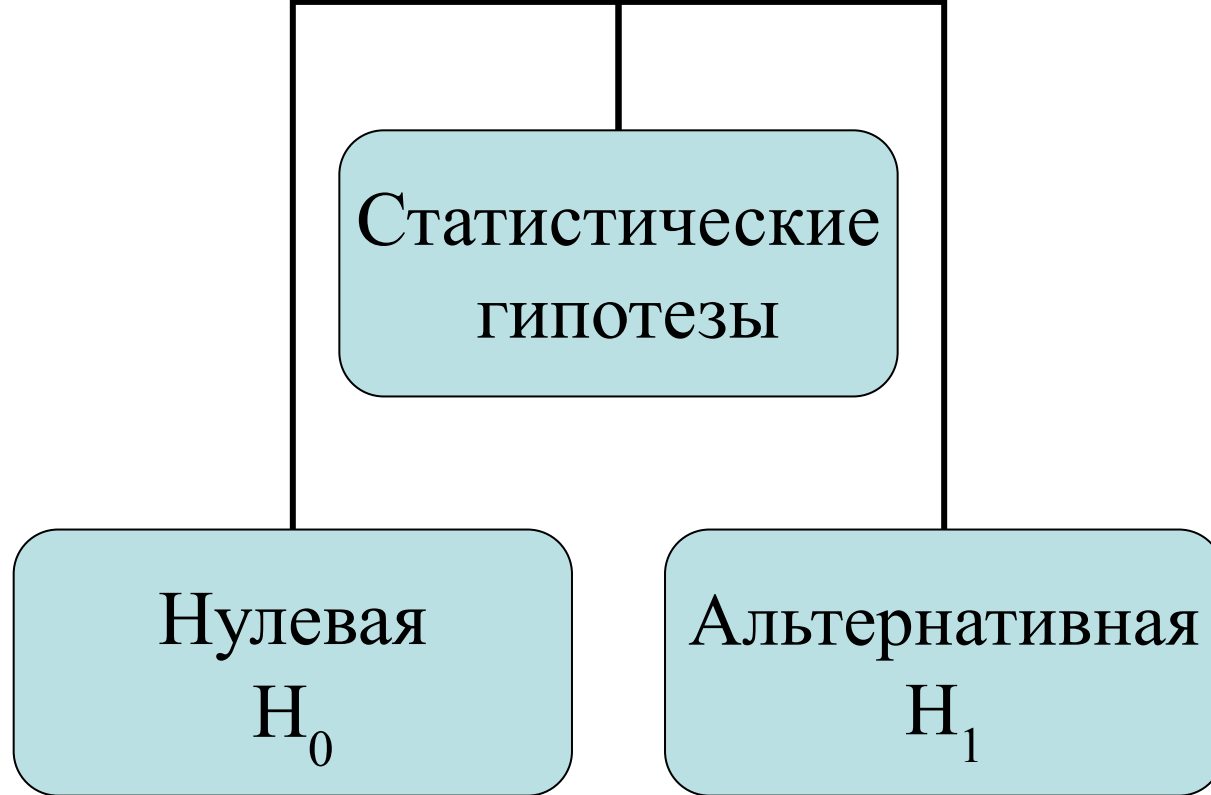 Статистические
гипотезы
Нулевая
H₀
Альтернативная
H₁